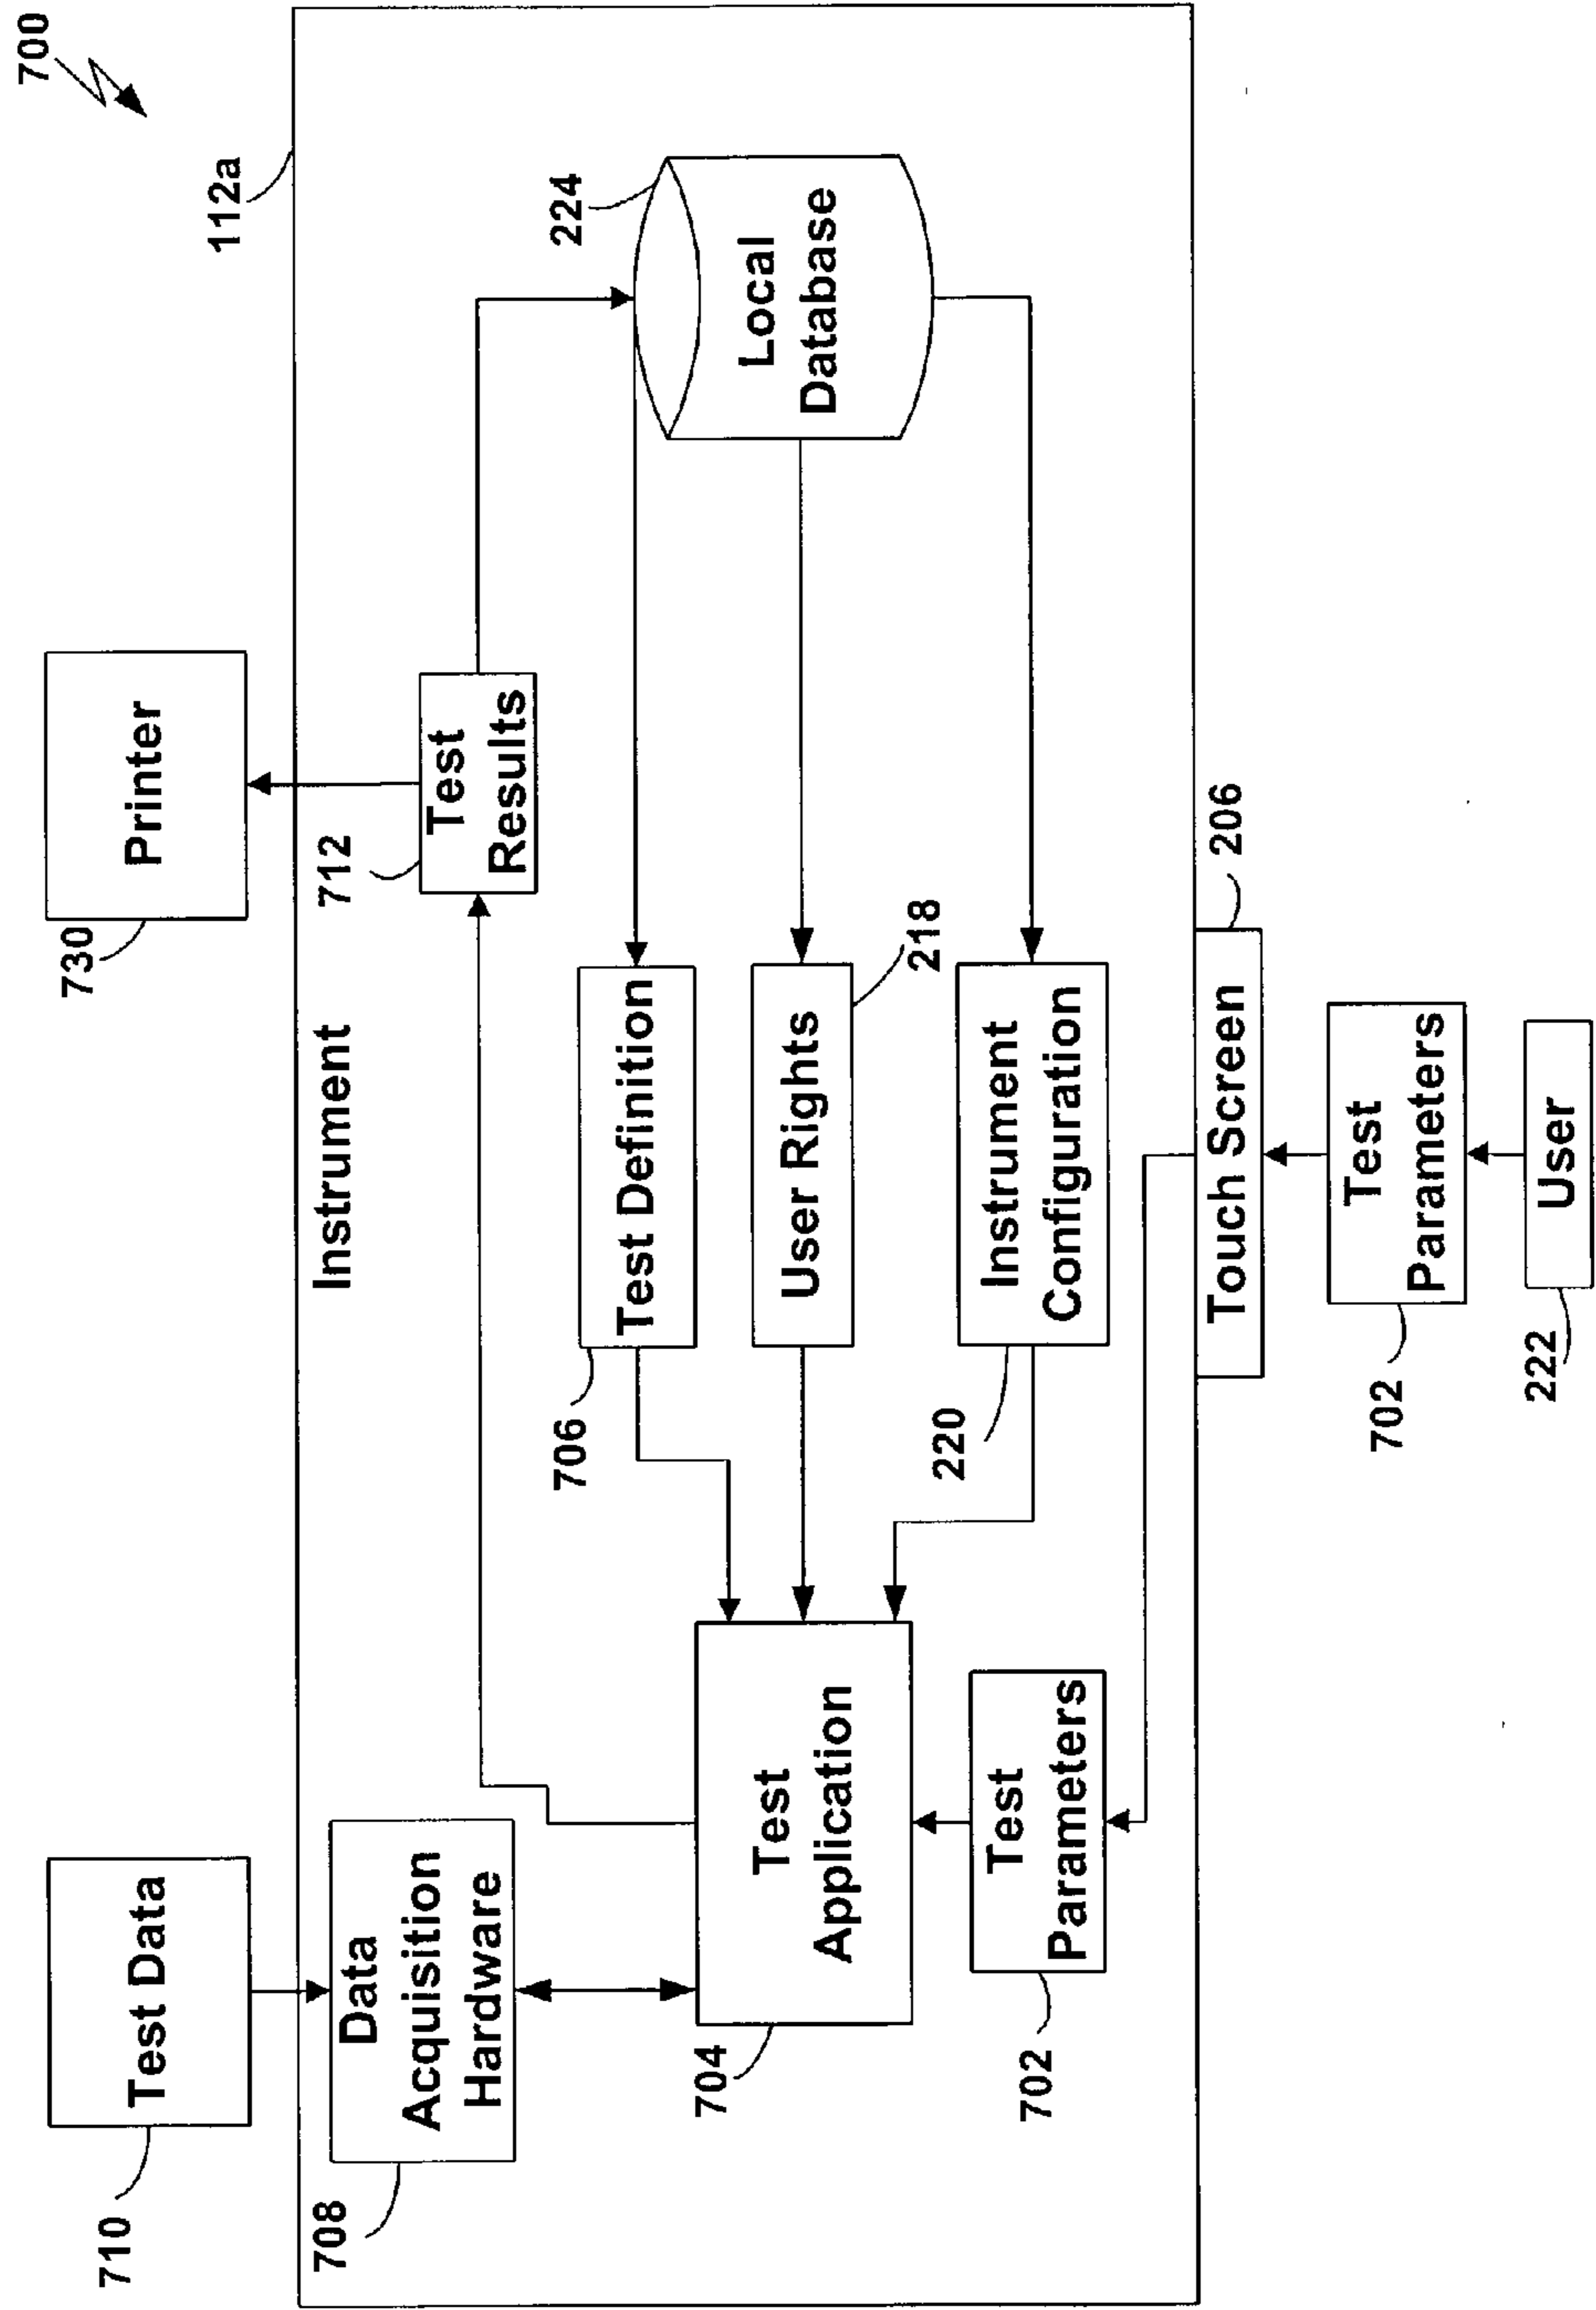 700
112a
710
Test Data
730
Printer
708
Data
Acquisition
Hardware
Instrument
712
Test
Results
224
Local
Database
706
Test Definition
User Rights
218
704
Test
Application
220
Instrument
Configuration
702
Test
Parameters
Touch Screen
206
702
Test
Parameters
222
User